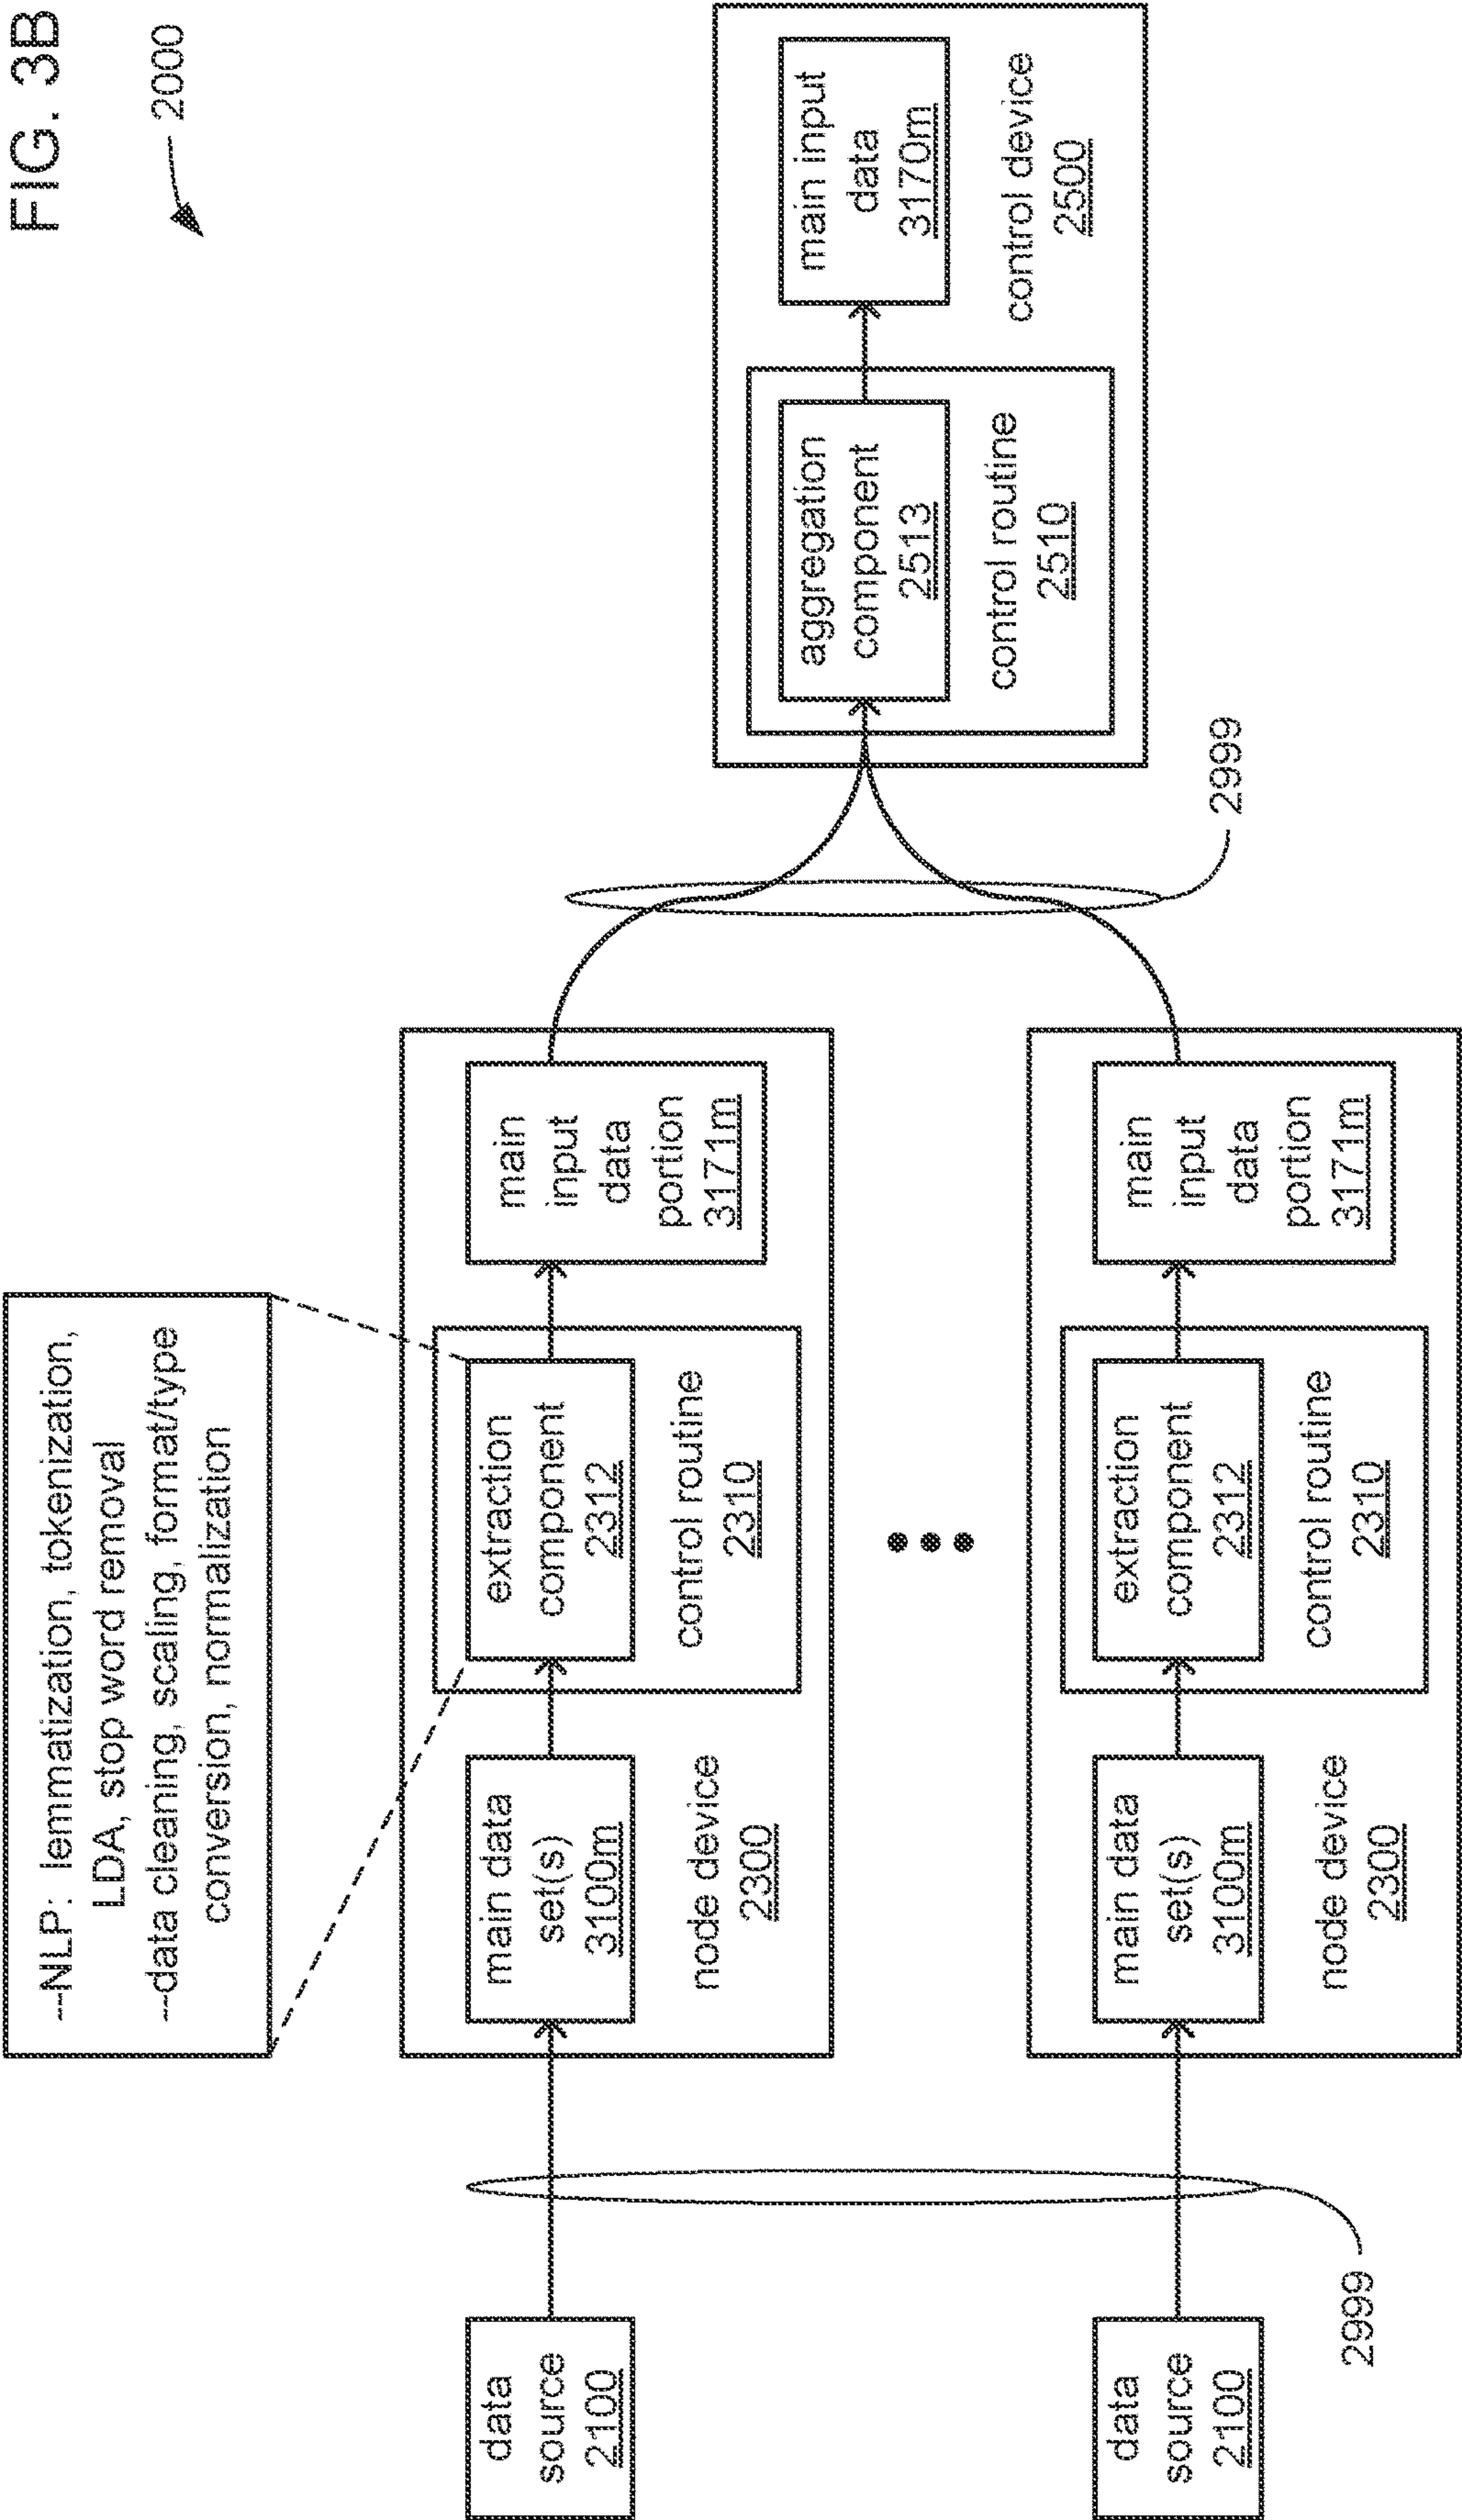 FIG. 3B
2000
--NLP: lemmatization, tokenization,
LDA, stop word removal
--data cleaning, scaling, format/type
conversion, normalization
data
source
2100
main data
set(s)
3100m
node device
2300
extraction
component
2312
control routine
2310
main
input
data
portion
3171m
data
source
2100
main data
set(s)
3100m
node device
2300
extraction
component
2312
control routine
2310
main
input
data
portion
3171m
2999
2999
aggregation
component
2513
control routine
2510
main input
data
3170m
control device
2500